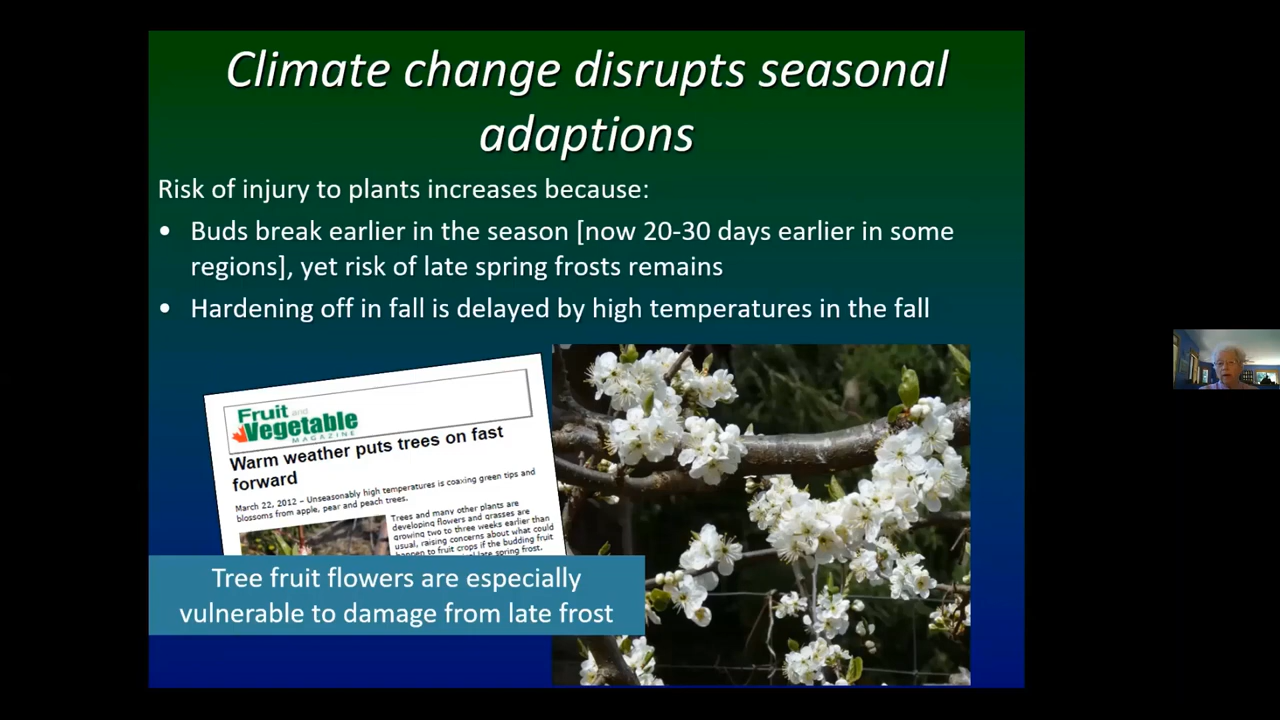 Climate change disrupts seasonal
adaptions
Risk of injury to plants increases because:
• Buds break earlier in the season [now 20-30 days earlier in some
regions], yet risk of late spring frosts remains
• Hardening off in fall is delayed by high temperatures in the fall
Fruit and
Vegetable
MAGAZINE
Warm weather puts trees on fast
forward
March 22, 2012 – Unseasonably high temperatures is coaxing green tips and
blossoms from apple, pear and peach trees.
Trees and many other plants are
developing flowers and grasses are
growing two to three weeks earlier than
usual, raising concerns about what could
happen to fruit crops if the budding fruit
late spring frost.
Tree fruit flowers are especially
vulnerable to damage from late frost